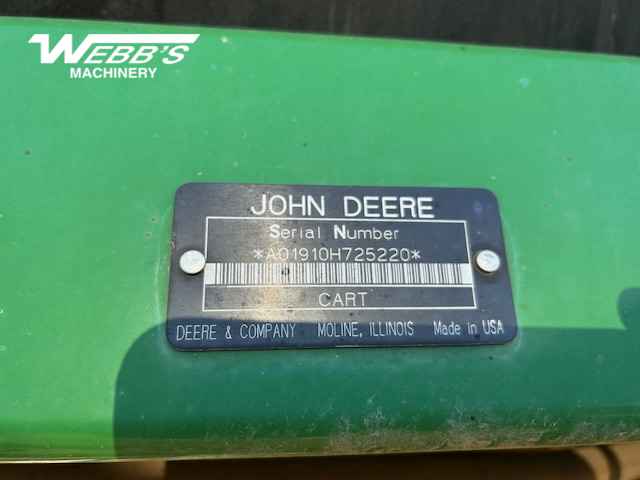 WEBB'S
MACHINERY
JOHN DEERE
Serial Number
*A01910H725220*
CART
DEERE & COMPANY MOLINE, ILLINOIS Made in USA